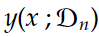 y(x ; 𝔇ₙ)